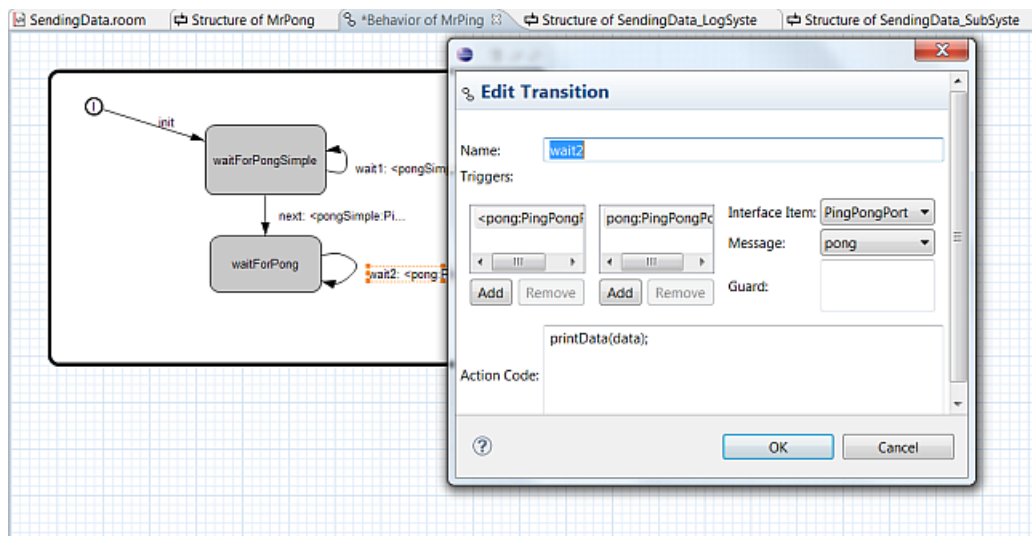 SendingData.room Structure of MrPong *Behavior of MrPing Structure of SendingData_LogSyste Structure of SendingData_SubSyste
Edit Transition
init
waitForPongSimple
wait1: <pongSim
next: <pongSimple:Pi...
waitForPong
wait2: <pong:P
Name: wait2
Triggers:
<pong:PingPongP pong:PingPongPo
Interface Item: PingPongPort
Message: pong
Add Remove Add Remove
Guard:
printData(data);
Action Code:
OK Cancel